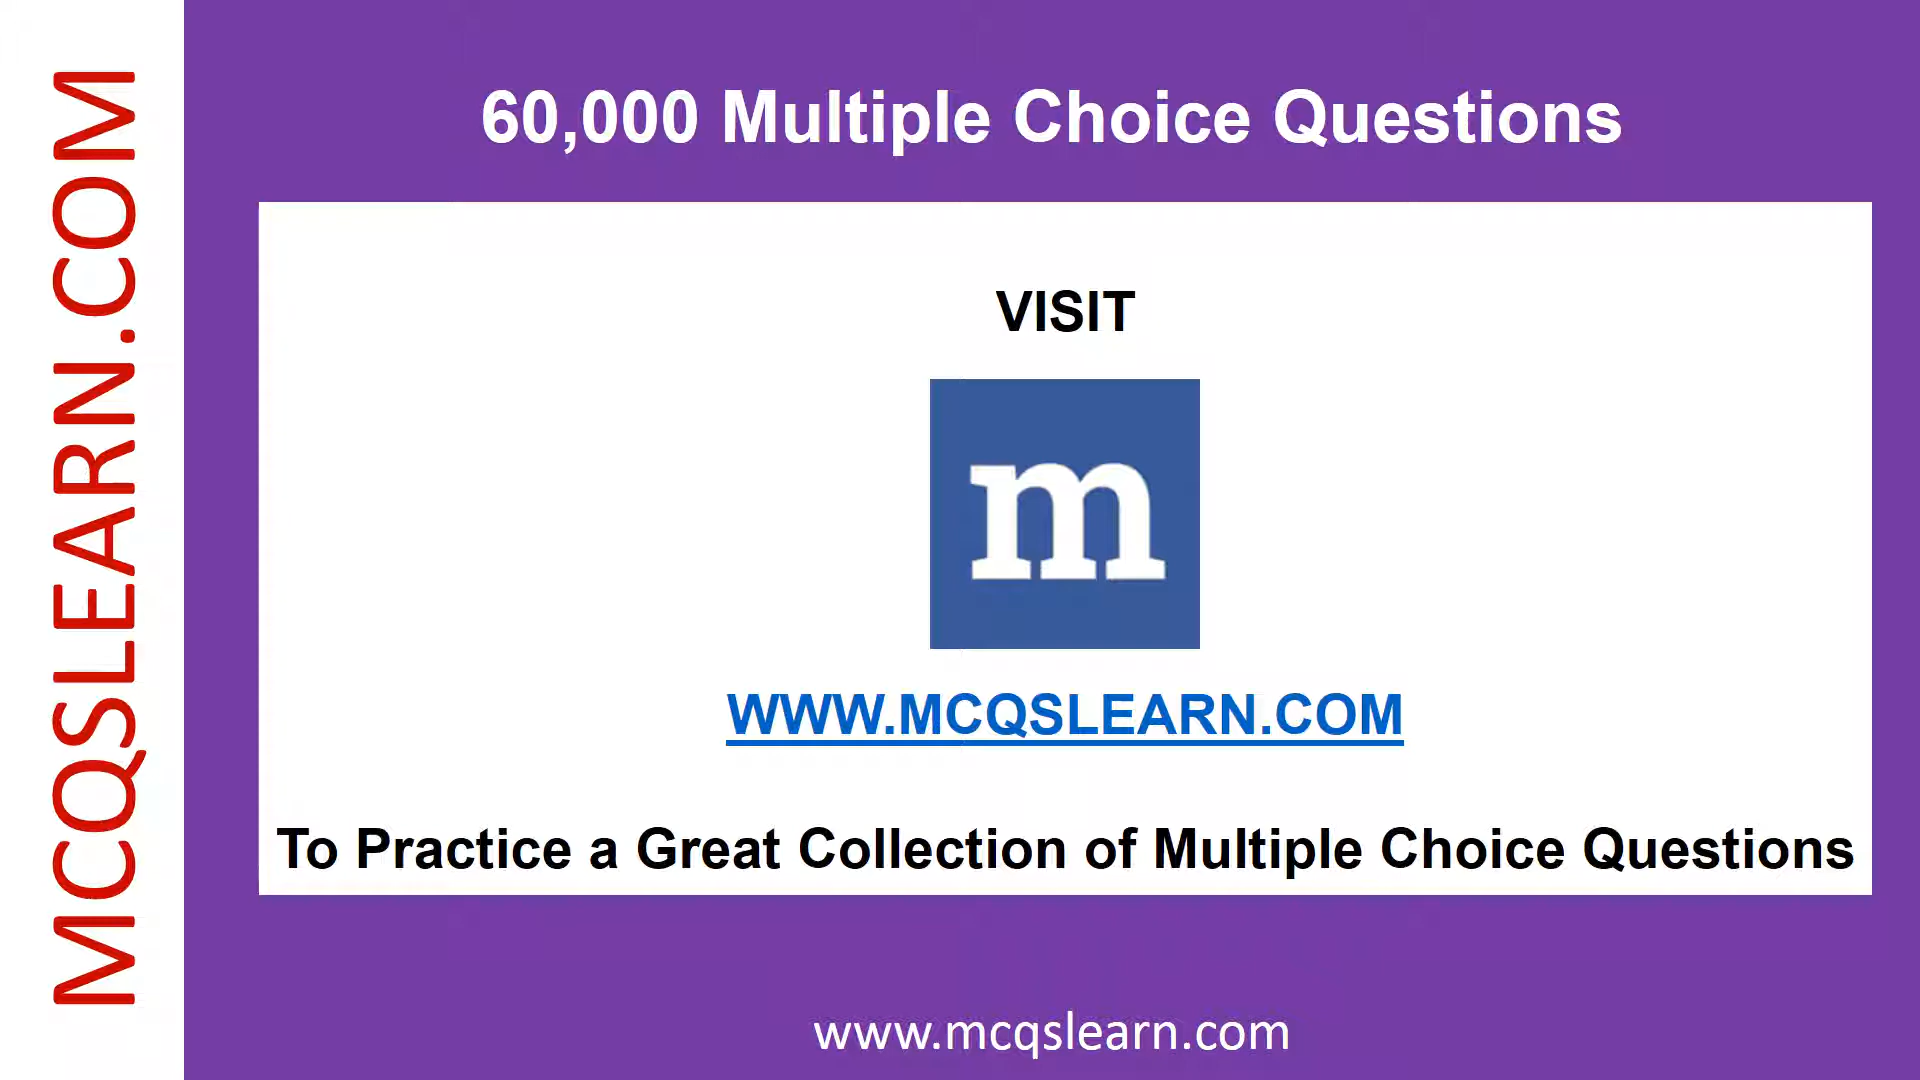 MCQSLEARN.COM
60,000 Multiple Choice Questions
VISIT
m
WWW.MCQSLEARN.COM
To Practice a Great Collection of Multiple Choice Questions
www.mcqslearn.com